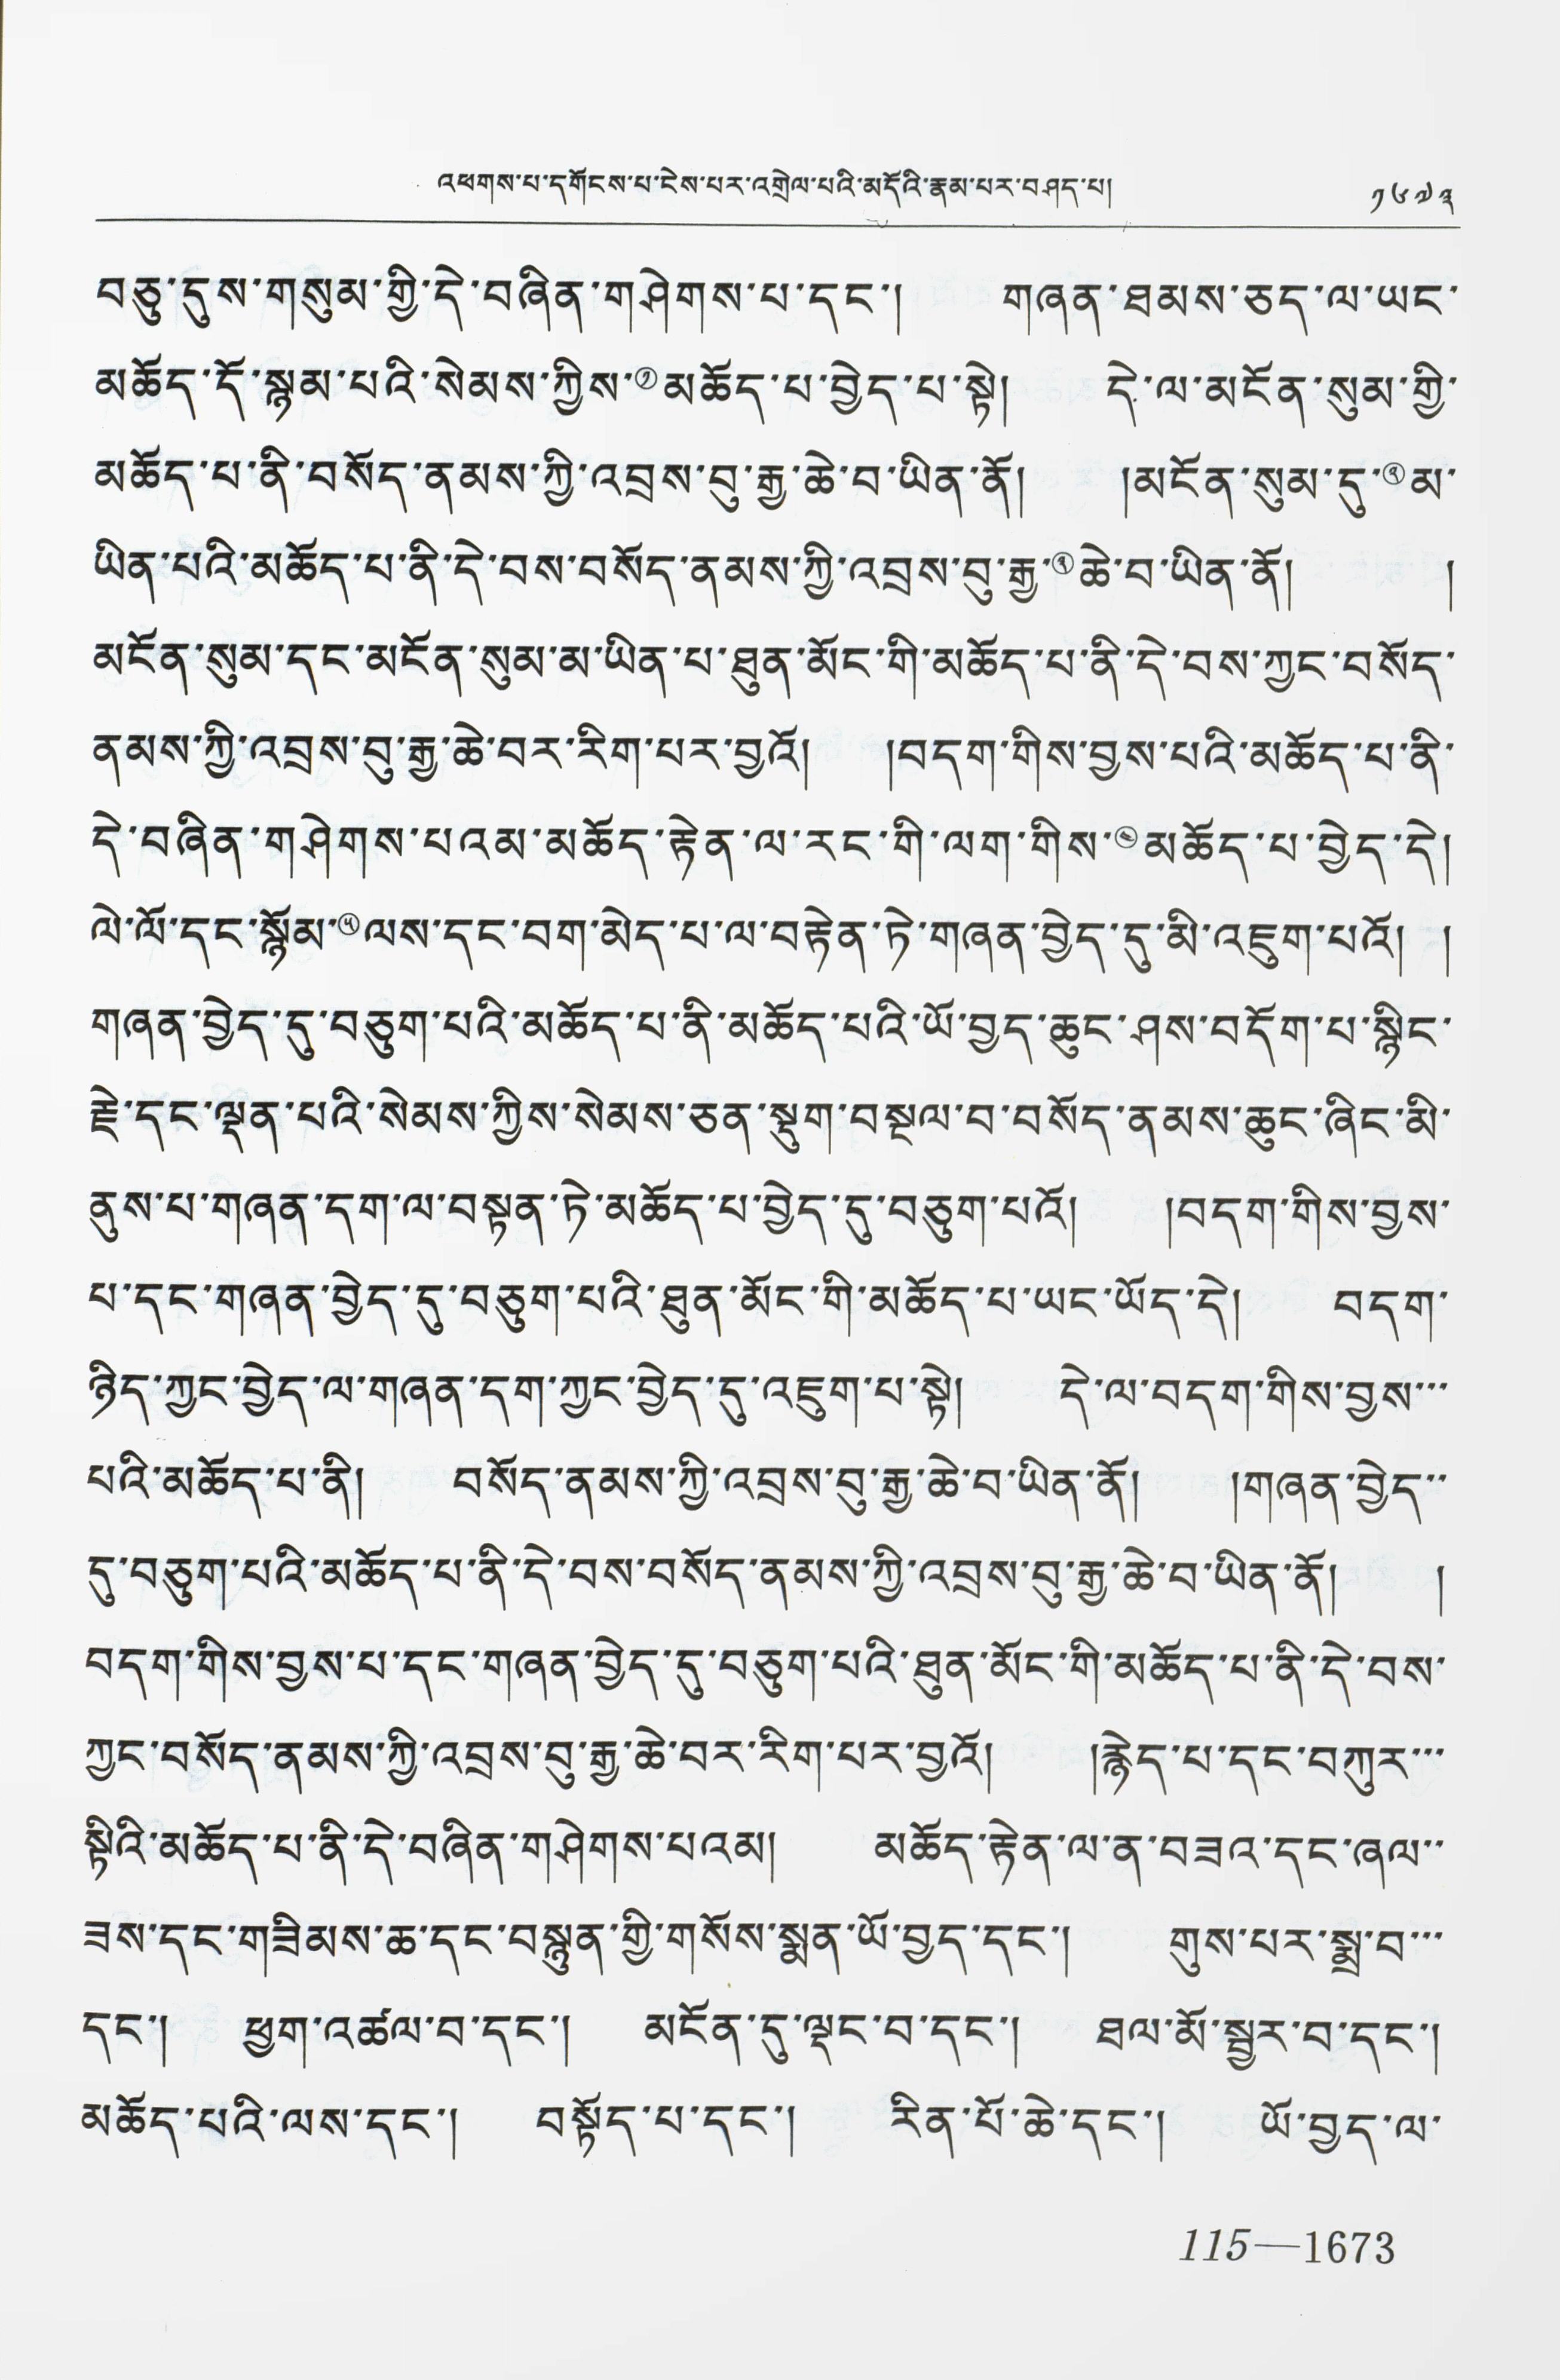 འཕགས་པ་དགོངས་པ་ངེས་པར་འགྲེལ་པའི་མདོའི་རྣམ་པར་བཤད་པ། ༡༦༧༣
བཅུ་དུས་གསུམ་གྱི་དེ་བཞིན་གཤེགས་པ་དང་། གཞན་ཐམས་ཅད་ལ་ཡང་
མཆོད་དོ་སྙམ་པའི་སེམས་ཀྱིས་①མཆོད་པ་བྱེད་པ་སྟེ། དེ་ལ་མངོན་སུམ་གྱི་
མཆོད་པ་ནི་བསོད་ནམས་ཀྱི་འབྲས་བུ་རྒྱ་ཆེ་བ་ཡིན་ནོ། །མངོན་སུམ་དུ་②མ་
ཡིན་པའི་མཆོད་པ་ནི་དེ་བས་བསོད་ནམས་ཀྱི་འབྲས་བུ་རྒྱ་③ཆེ་བ་ཡིན་ནོ། །
མངོན་སུམ་དང་མངོན་སུམ་མ་ཡིན་པ་ཐུན་མོང་གི་མཆོད་པ་ནི་དེ་བས་ཀྱང་བསོད་
ནམས་ཀྱི་འབྲས་བུ་རྒྱ་ཆེ་བར་རིག་པར་བྱའོ། །བདག་གིས་བྱས་པའི་མཆོད་པ་ནི་
དེ་བཞིན་གཤེགས་པའམ་མཆོད་རྟེན་ལ་རང་གི་ལག་གིས་④མཆོད་པ་བྱེད་དེ།
ལེ་ལོ་དང་སྙོམ་⑤ལས་དང་བག་མེད་པ་ལ་བརྟེན་ཏེ་གཞན་བྱེད་དུ་མི་འཇུག་པའོ། །
གཞན་བྱེད་དུ་བཅུག་པའི་མཆོད་པ་ནི་མཆོད་པའི་ཡོ་བྱད་ཆུང་ཤས་བདོག་པ་སྙིང་
རྗེ་དང་ལྡན་པའི་སེམས་ཀྱིས་སེམས་ཅན་སྡུག་བསྔལ་བ་བསོད་ནམས་ཆུང་ཞིང་མི་
ནུས་པ་གཞན་དག་ལ་བསྟན་ཏེ་མཆོད་པ་བྱེད་དུ་བཅུག་པའོ། །བདག་གིས་བྱས་
པ་དང་གཞན་བྱེད་དུ་བཅུག་པའི་ཐུན་མོང་གི་མཆོད་པ་ཡང་ཡོད་དེ། བདག་
ཉིད་ཀྱང་བྱེད་ལ་གཞན་དག་ཀྱང་བྱེད་དུ་འཇུག་པ་སྟེ། དེ་ལ་བདག་གིས་བྱས་་་
པའི་མཆོད་པ་ནི། བསོད་ནམས་ཀྱི་འབྲས་བུ་རྒྱ་ཆེ་བ་ཡིན་ནོ། །གཞན་བྱེད་་
དུ་བཅུག་པའི་མཆོད་པ་ནི་དེ་བས་བསོད་ནམས་ཀྱི་འབྲས་བུ་རྒྱ་ཆེ་བ་ཡིན་ནོ། །
བདག་གིས་བྱས་པ་དང་གཞན་བྱེད་དུ་བཅུག་པའི་ཐུན་མོང་གི་མཆོད་པ་ནི་དེ་བས་
ཀྱང་བསོད་ནམས་ཀྱི་འབྲས་བུ་རྒྱ་ཆེ་བར་རིག་པར་བྱའོ། །རྙེད་པ་དང་བཀུར་་་
སྟིའི་མཆོད་པ་ནི་དེ་བཞིན་གཤེགས་པའམ། མཆོད་རྟེན་ལ་ན་བཟའ་དང་ཞལ་་
ཟས་དང་གཟིམས་ཆ་དང་བསྙུན་གྱི་གསོས་སྨན་ཡོ་བྱད་དང་། གུས་པར་སྨྲ་བ་་་
དང་། ཕྱག་འཚལ་བ་དང་། མངོན་དུ་ལྡང་བ་དང་། ཐལ་མོ་སྦྱར་བ་དང་།
མཆོད་པའི་ལས་དང་། བསྟོད་པ་དང་། རིན་པོ་ཆེ་དང་། ཡོ་བྱད་ལ་
115—1673